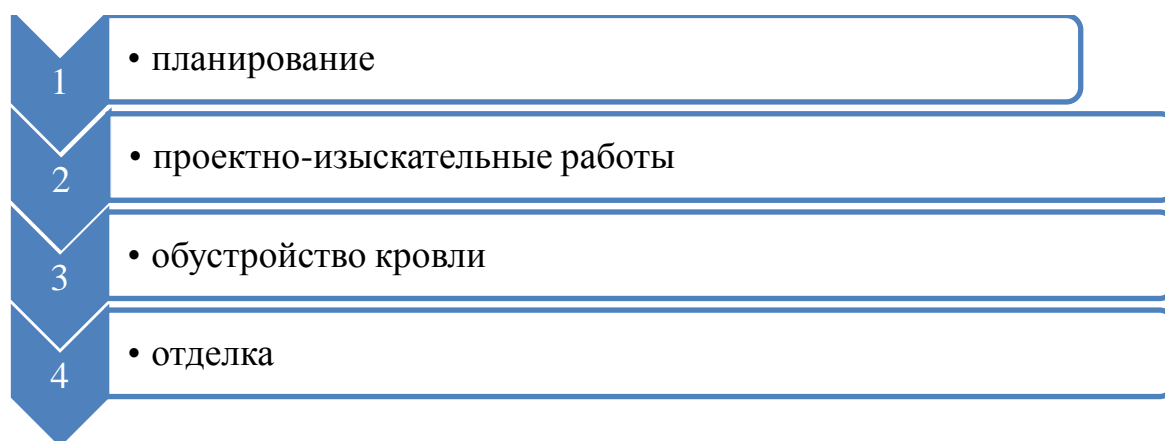 1
• планирование
2
• проектно-изыскательные работы
3
• обустройство кровли
4
• отделка